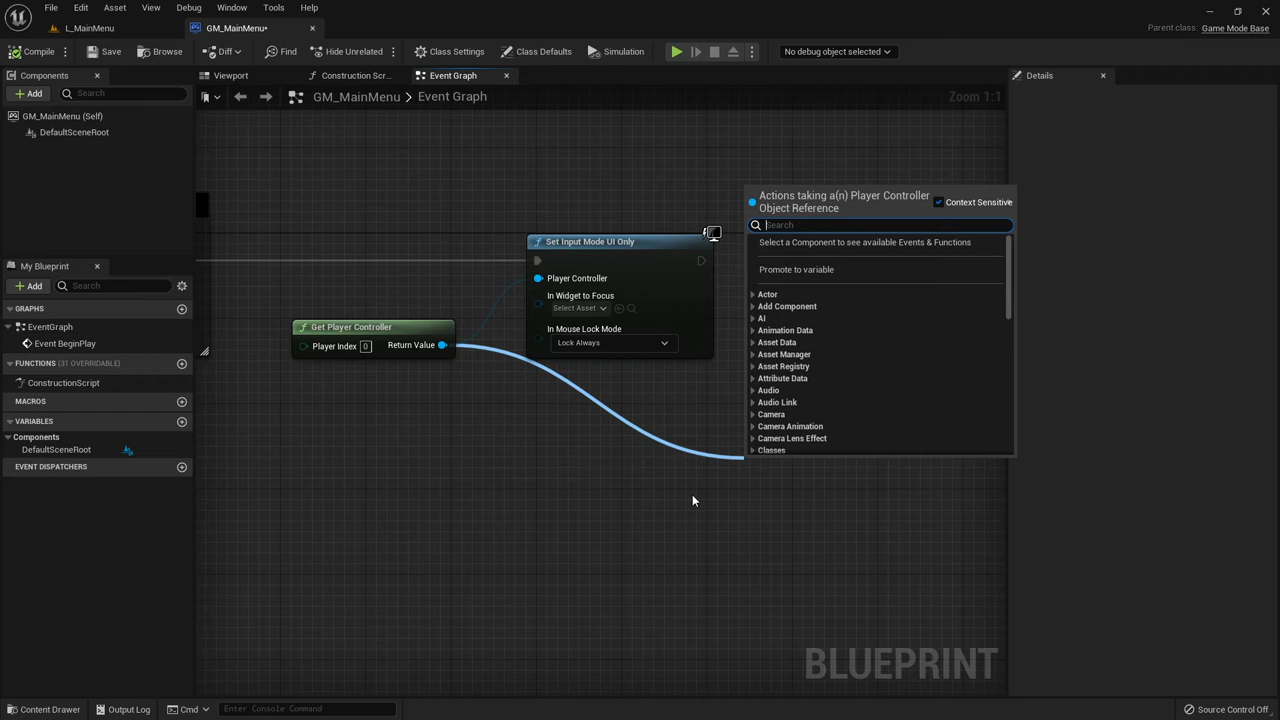 File Edit Asset View Debug Window Tools Help
L_MainMenu
GM_MainMenu*
Parent class: Game Mode Base
Compile Save Browse Diff Find Hide Unrelated Class Settings Class Defaults Simulation No debug object selected
Components
Viewport
Construction Scr...
Event Graph
Details
Add Search
GM_MainMenu > Event Graph
Zoom 1:1
GM_MainMenu (Self)
DefaultSceneRoot
My Blueprint
Add Search
GRAPHS
EventGraph
Event BeginPlay
FUNCTIONS (31 OVERRIDABLE)
ConstructionScript
MACROS
VARIABLES
Components
DefaultSceneRoot
EVENT DISPATCHERS
Get Player Controller
Player Index 0 Return Value
Set Input Mode UI Only
Player Controller
In Widget to Focus
Select Asset
In Mouse Lock Mode
Lock Always
Actions taking a(n) Player Controller
Object Reference
Context Sensitive
Search
Select a Component to see available Events & Functions
Promote to variable
Actor
Add Component
AI
Animation Data
Asset Data
Asset Manager
Asset Registry
Attribute Data
Audio
Audio Link
Camera
Camera Animation
Camera Lens Effect
Classes
BLUEPRINT
Content Drawer Output Log Cmd Enter Console Command Source Control Off